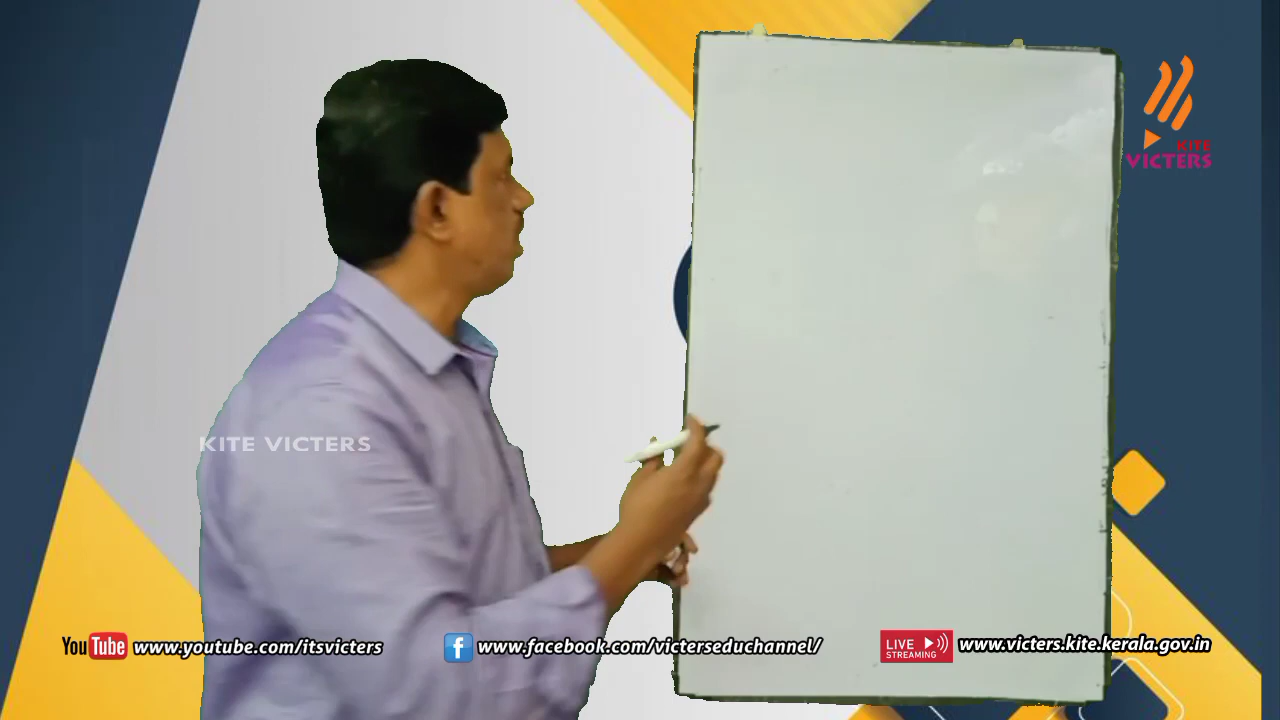 KITE
VICTERS
KITE VICTERS
You Tube www.youtube.com/itsvicters
f www.facebook.com/victerseduchannel/
LIVE STREAMING www.victers.kite.kerala.gov.in